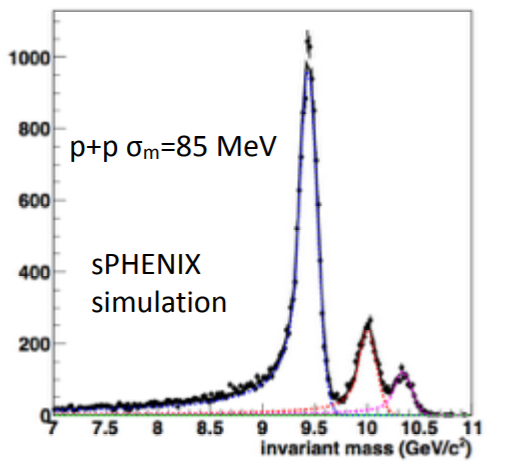 1000
800
p+p σm=85 MeV
600
sPHENIX
400
simulation
200
0
7 7.5 8 8.5 9 9.5 10 10.5 11
invariant mass (GeV/c²)